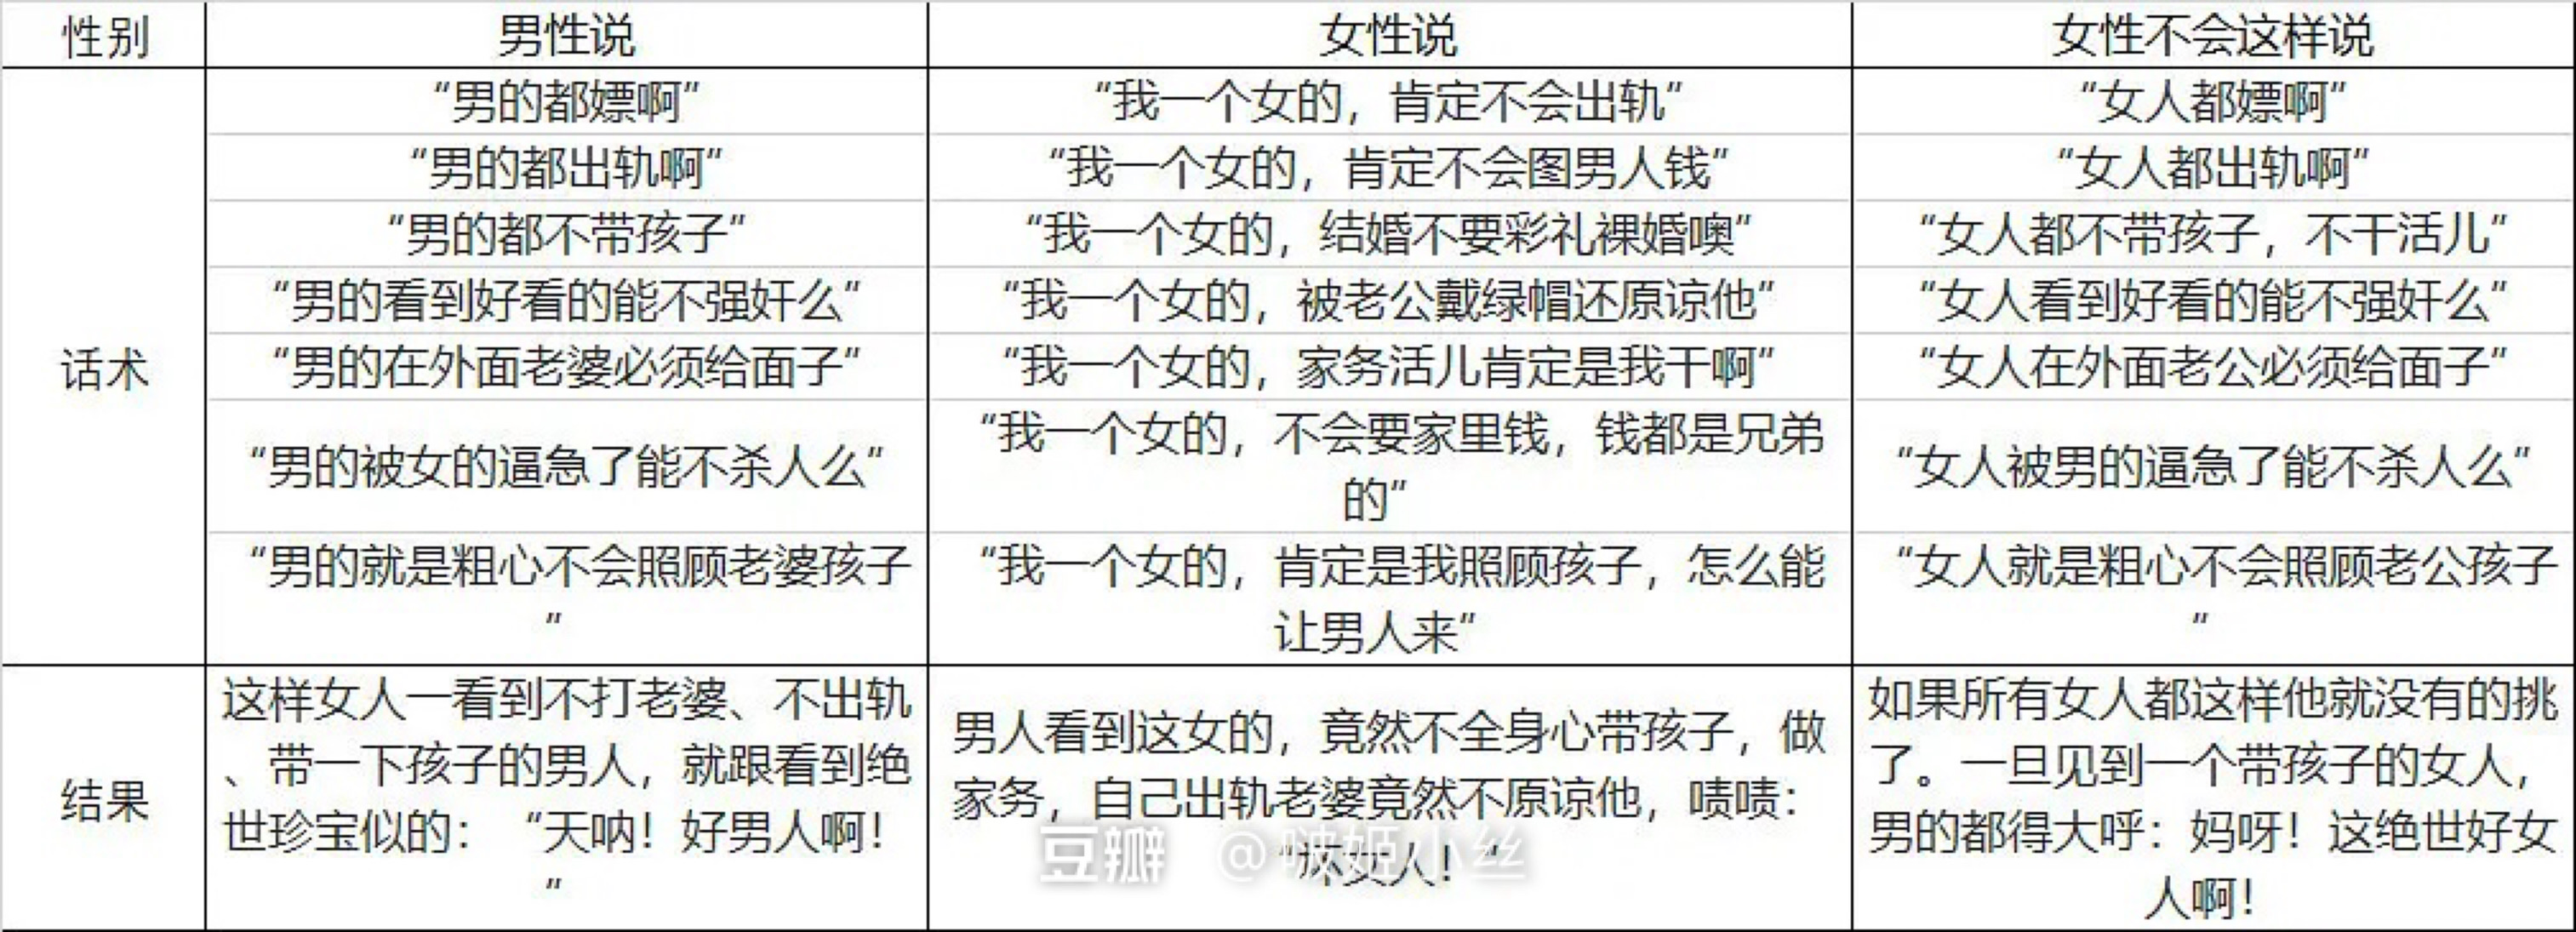 性别 男性说 女性说 女性不会这样说
话术
“男的都嫖啊” “我一个女的，肯定不会出轨” “女人都嫖啊”
“男的都出轨啊” “我一个女的，肯定不会图男人钱” “女人都出轨啊”
“男的都不带孩子” “我一个女的，结婚不要彩礼裸婚噢” “女人都不带孩子，不干活儿”
“男的看到好看的能不强奸么” “我一个女的，被老公戴绿帽还原谅他” “女人看到好看的能不强奸么”
“男的在外面老婆必须给面子” “我一个女的，家务活儿肯定是我干啊” “女人在外面老公必须给面子”
“男的被女的逼急了能不杀人么”
“我一个女的，不会要家里钱，钱都是兄弟
的”
“女人被男的逼急了能不杀人么”
“男的就是粗心不会照顾老婆孩子
”
“我一个女的，肯定是我照顾孩子，怎么能
让男人来”
“女人就是粗心不会照顾老公孩子
”
结果
这样女人一看到不打老婆、不出轨
、带一下孩子的男人，就跟看到绝
世珍宝似的：“天呐！好男人啊！
”
男人看到这女的，竟然不全身心带孩子，做
家务，自己出轨老婆竟然不原谅他，啧啧：
“坏女人！”
如果所有女人都这样他就没有的挑
了。一旦见到一个带孩子的女人，
男的都得大呼：妈呀！这绝世好女
人啊！
豆瓣 @啵姬小丝